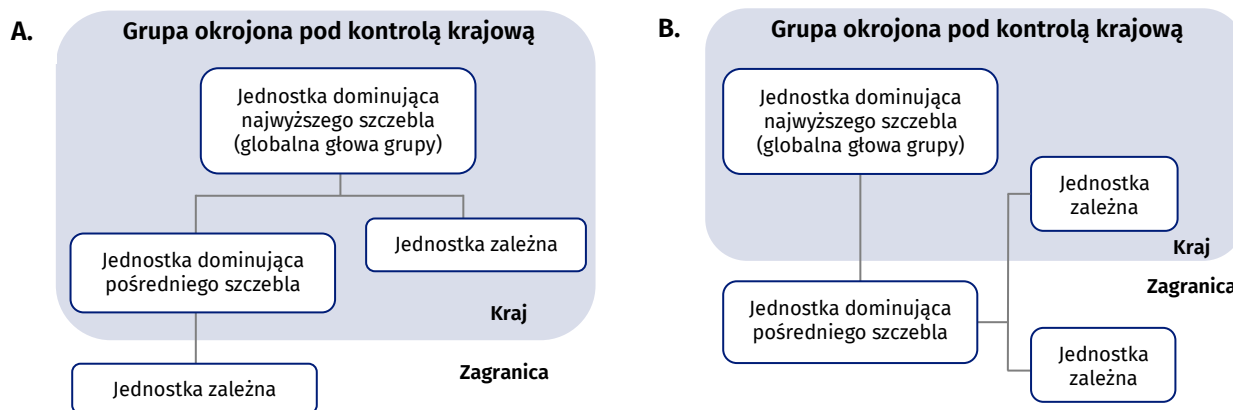 A.
Grupa okrojona pod kontrolą krajową
Jednostka dominująca
najwyższego szczebla
(globalna głowa grupy)
Jednostka dominująca
pośredniego szczebla
Jednostka zależna
Kraj
Jednostka zależna
Zagranica
B.
Grupa okrojona pod kontrolą krajową
Jednostka dominująca
najwyższego szczebla
(globalna głowa grupy)
Jednostka
zależna
Kraj
Zagranica
Jednostka dominująca
pośredniego szczebla
Jednostka
zależna